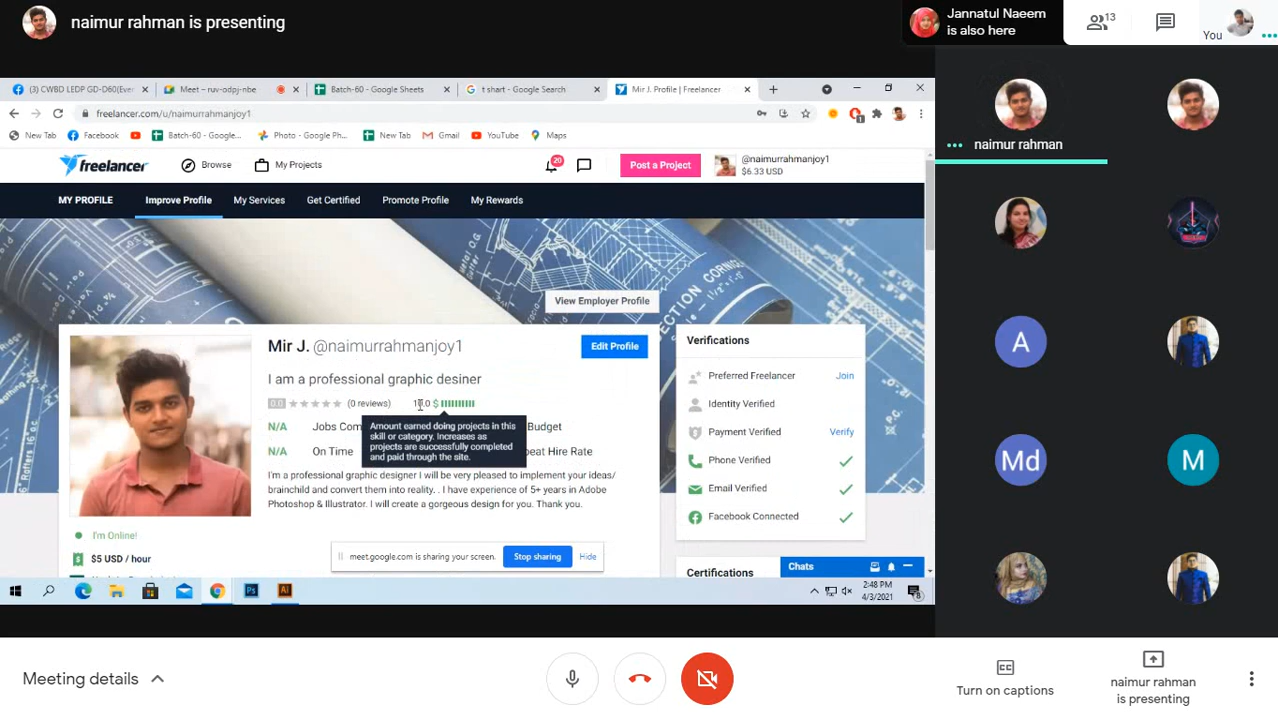 naimur rahman is presenting
Jannatul Naeem
is also here
13
You
(3) CWBD LEDP GD-D60(Ever
Meet – ruv-odpj-nbe
Batch-60 - Google Sheets
t shart - Google Search
Mir J. Profile | Freelancer
freelancer.com/u/naimurrahmanjoy1
New Tab
Facebook
Batch-60 - Google...
Photo - Google Ph...
New Tab
Gmail
YouTube
Maps
freelancer
Browse
My Projects
20
Post a Project
@naimurrahmanjoy1
$6.33 USD
MY PROFILE
Improve Profile
My Services
Get Certified
Promote Profile
My Rewards
View Employer Profile
Mir J. @naimurrahmanjoy1
Edit Profile
I am a professional graphic desiner
0.0
(0 reviews)
$
Amount earned doing projects in this
skill or category. Increases as
projects are successfully completed
and paid through the site.
N/A Jobs Com
Budget
N/A On Time
eat Hire Rate
I'm a professional graphic designer I will be very pleased to implement your ideas/
brainchild and convert them into reality. . I have experience of 5+ years in Adobe
Photoshop & Illustrator. I will create a gorgeous design for you. Thank you.
I'm Online!
$5 USD / hour
Verifications
Preferred Freelancer
Join
Identity Verified
Payment Verified
Verify
Phone Verified
Email Verified
Facebook Connected
Certifications
Chats
meet.google.com is sharing your screen.
Stop sharing
Hide
Ps
Ai
2:48 PM
4/3/2021
8
naimur rahman
A
Md
M
Meeting details
Turn on captions
naimur rahman
is presenting